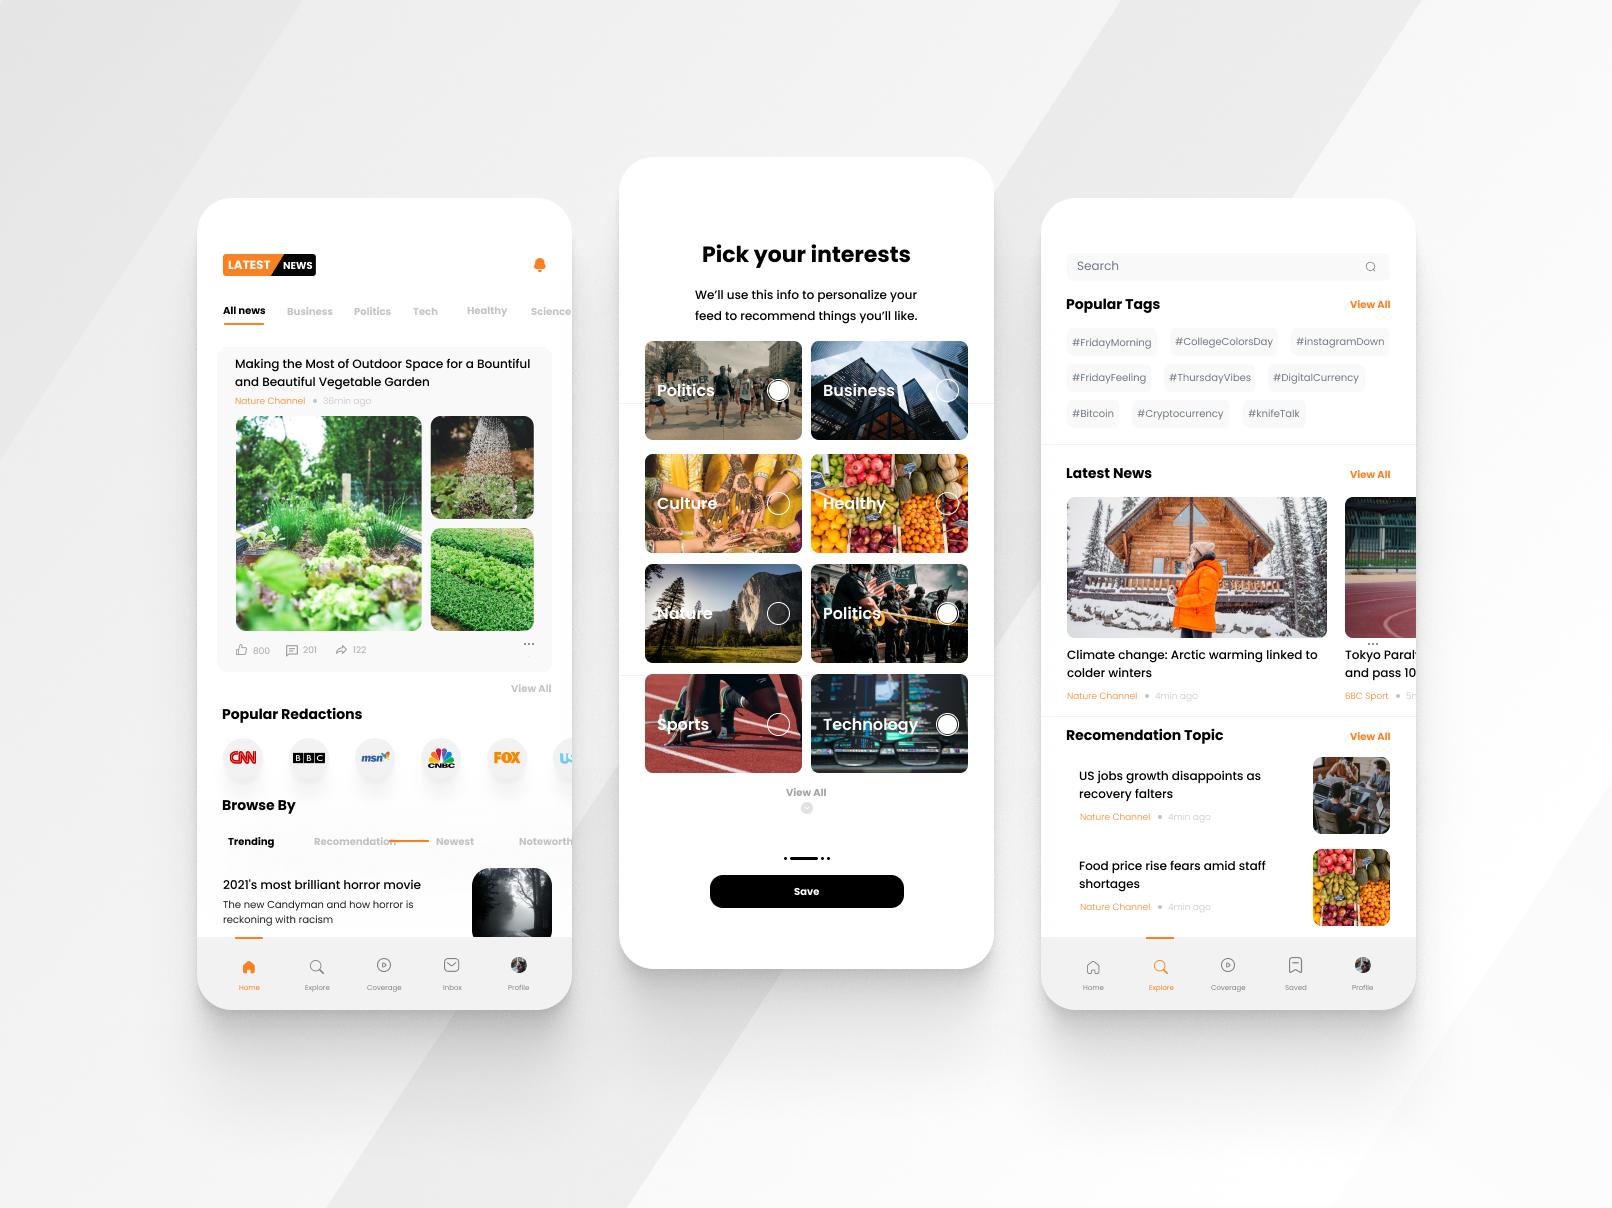 LATEST NEWS
All news Business Politics Tech Healthy Science
Making the Most of Outdoor Space for a Bountiful
and Beautiful Vegetable Garden
Nature Channel • 36min ago
800 201 122
View All
Popular Redactions
CNN BBC msn CNBC FOX US
Browse By
Trending Recomendation Newest Noteworth
2021's most brilliant horror movie
The new Candyman and how horror is
reckoning with racism
Home Explore Coverage Inbox Profile
Pick your interests
We'll use this info to personalize your
feed to recommend things you'll like.
Politics Business
Culture Healthy
Nature Politics
Sports Technology
View All
Save
Search
Popular Tags View All
#FridayMorning #CollegeColorsDay #instagramDown
#FridayFeeling #ThursdayVibes #DigitalCurrency
#Bitcoin #Cryptocurrency #knifeTalk
Latest News View All
Climate change: Arctic warming linked to
colder winters
Nature Channel • 4min ago
Tokyo Paral
and pass 10
BBC Sport • 5m
Recomendation Topic View All
US jobs growth disappoints as
recovery falters
Nature Channel • 4min ago
Food price rise fears amid staff
shortages
Nature Channel • 4min ago
Home Explore Coverage Saved Profile